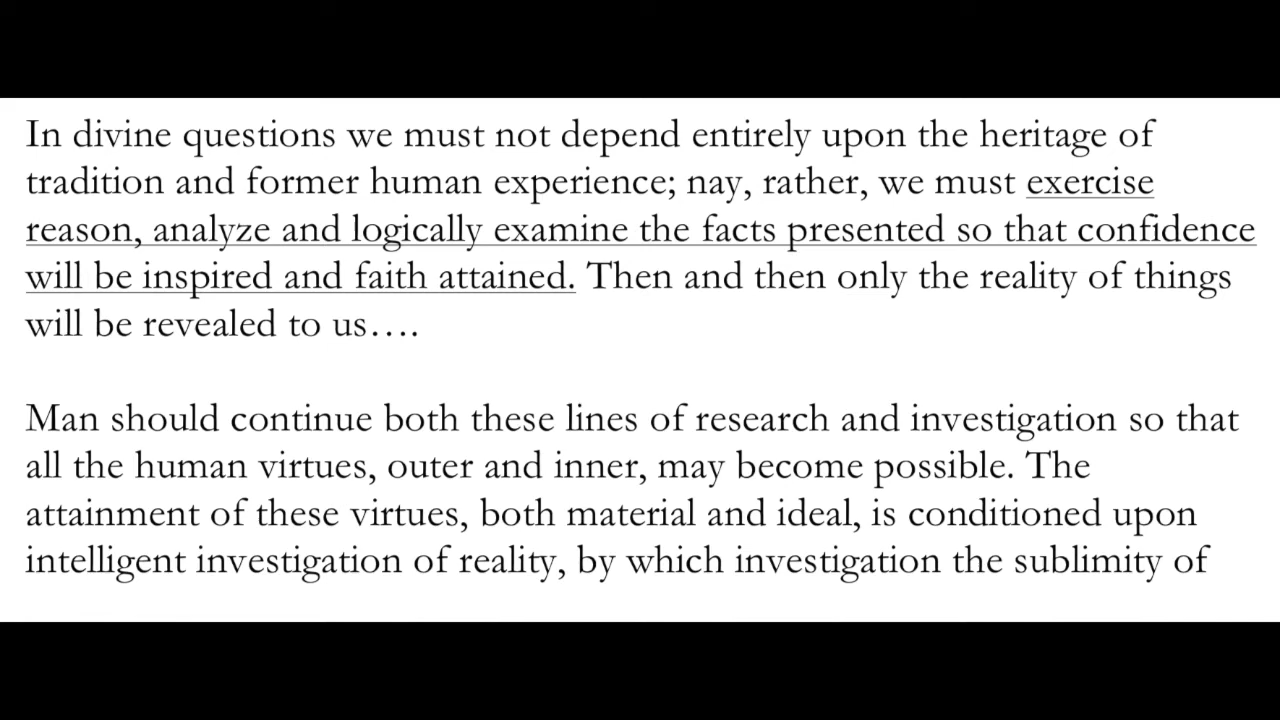 In divine questions we must not depend entirely upon the heritage of
tradition and former human experience; nay, rather, we must exercise
reason, analyze and logically examine the facts presented so that confidence
will be inspired and faith attained. Then and then only the reality of things
will be revealed to us….
Man should continue both these lines of research and investigation so that
all the human virtues, outer and inner, may become possible. The
attainment of these virtues, both material and ideal, is conditioned upon
intelligent investigation of reality, by which investigation the sublimity of